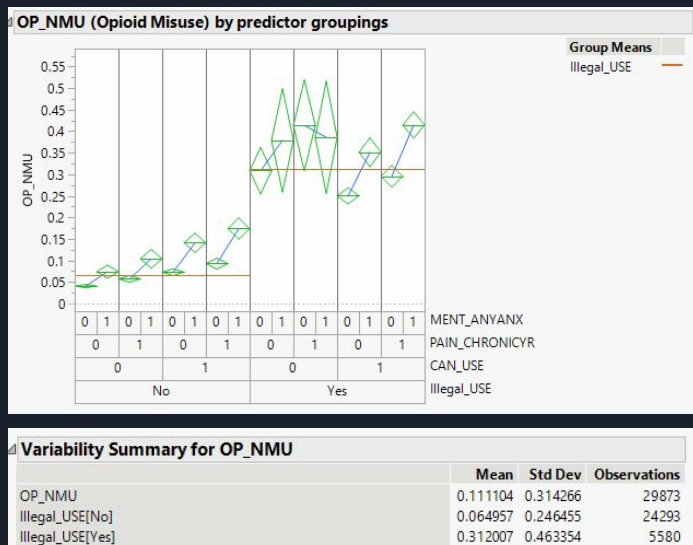 OP_NMU (Opioid Misuse) by predictor groupings
Group Means
Illegal_USE
0.55
0.5
0.45
0.4
0.35
0.3
0.25
0.2
0.15
0.1
0.05
0
OP_NMU
0 1 0 1 0 1 0 1 0 1 0 1 0 1 0 1 MENT_ANYANX
0 1 0 1 0 1 0 1 PAIN_CHRONICYR
0 1 0 1 CAN_USE
No Yes Illegal_USE
Variability Summary for OP_NMU
Mean Std Dev Observations
OP_NMU 0.111104 0.314266 29873
Illegal_USE[No] 0.064957 0.246455 24293
Illegal_USE[Yes] 0.312007 0.463354 5580